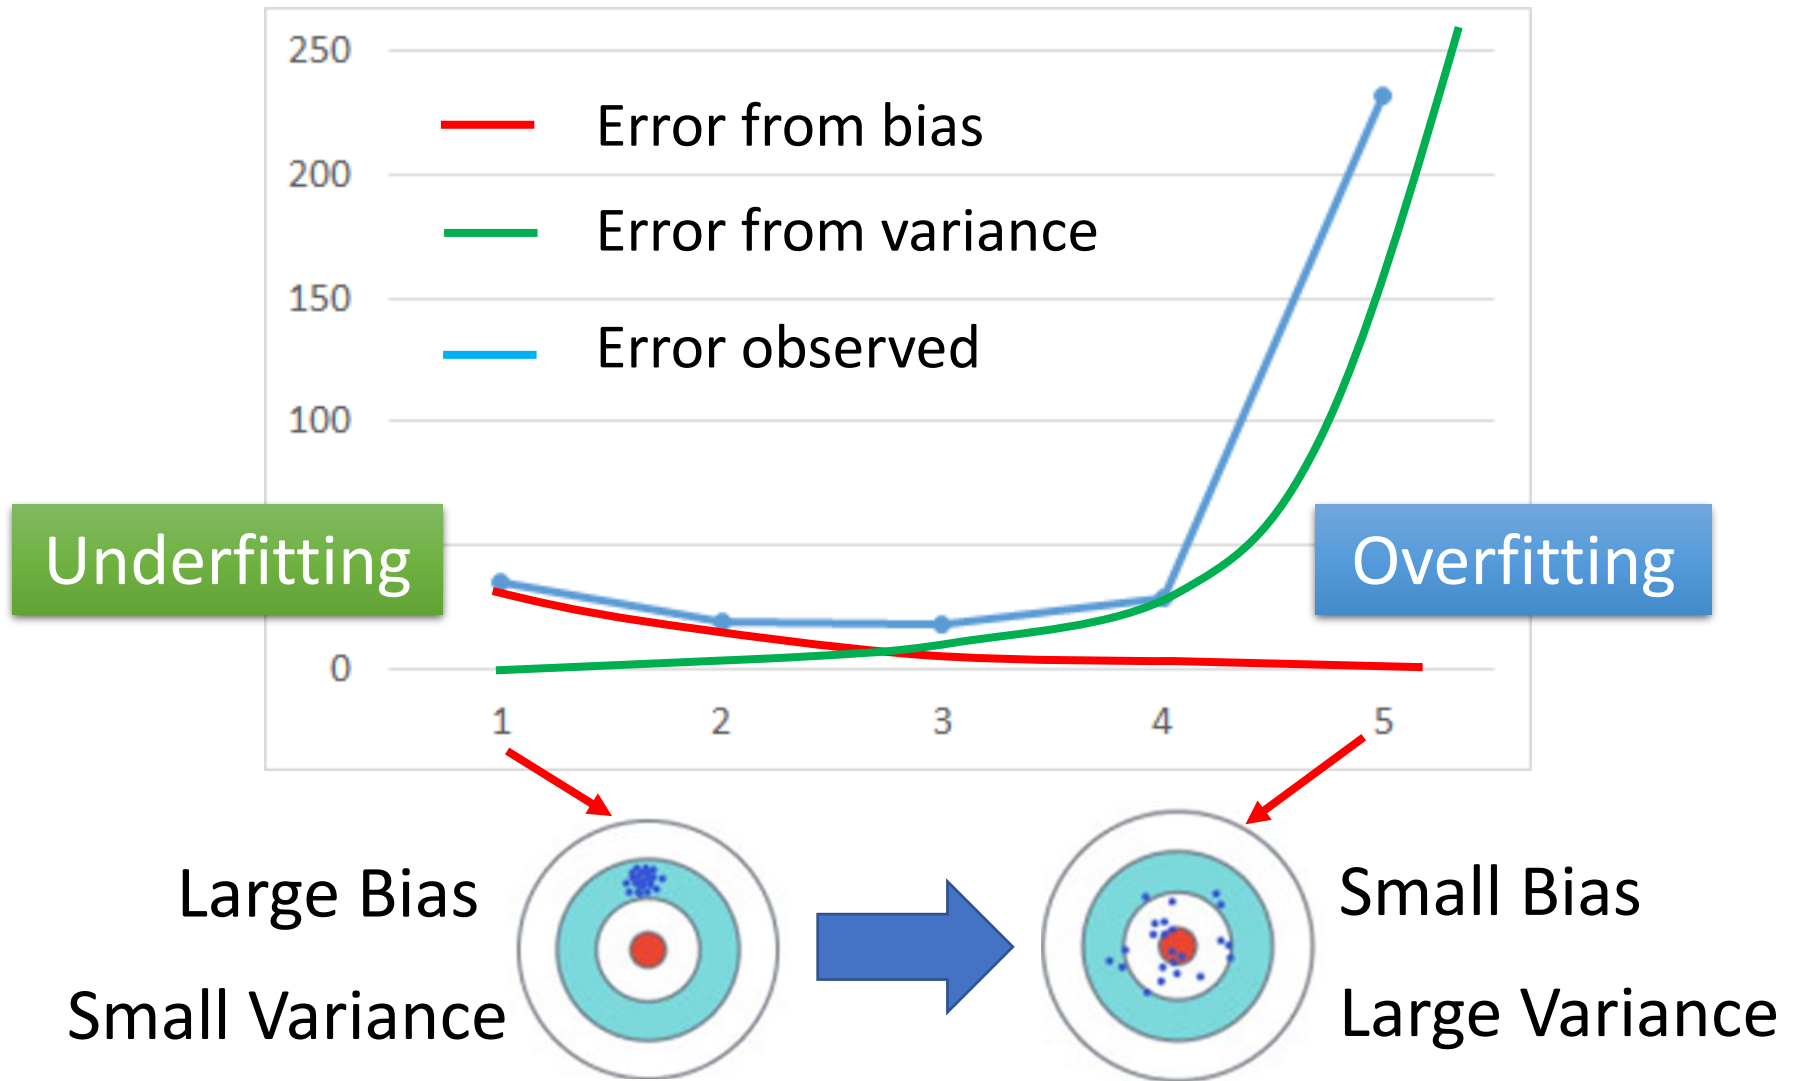 250
Error from bias
200
Error from variance
150
Error observed
100
Underfitting
Overfitting
0
1 2 3 4 5
Large Bias
Small Variance
Small Bias
Large Variance